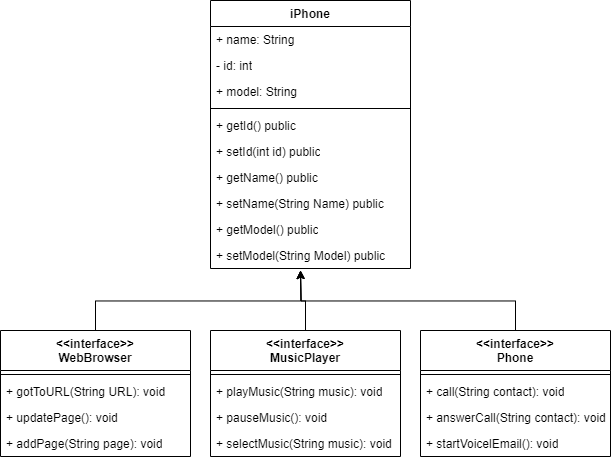 iPhone
+ name: String
- id: int
+ model: String
+ getId() public
+ setId(int id) public
+ getName() public
+ setName(String Name) public
+ getModel() public
+ setModel(String Model) public
<<interface>>
WebBrowser
+ gotToURL(String URL): void
+ updatePage(): void
+ addPage(String page): void
<<interface>>
MusicPlayer
+ playMusic(String music): void
+ pauseMusic(): void
+ selectMusic(String music): void
<<interface>>
Phone
+ call(String contact): void
+ answerCall(String contact): void
+ startVoicelEmail(): void